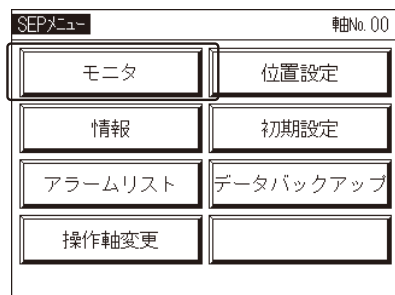 SEPメニュー 軸No. 00
モニタ 位置設定
情報 初期設定
アラームリスト データバックアップ
操作軸変更